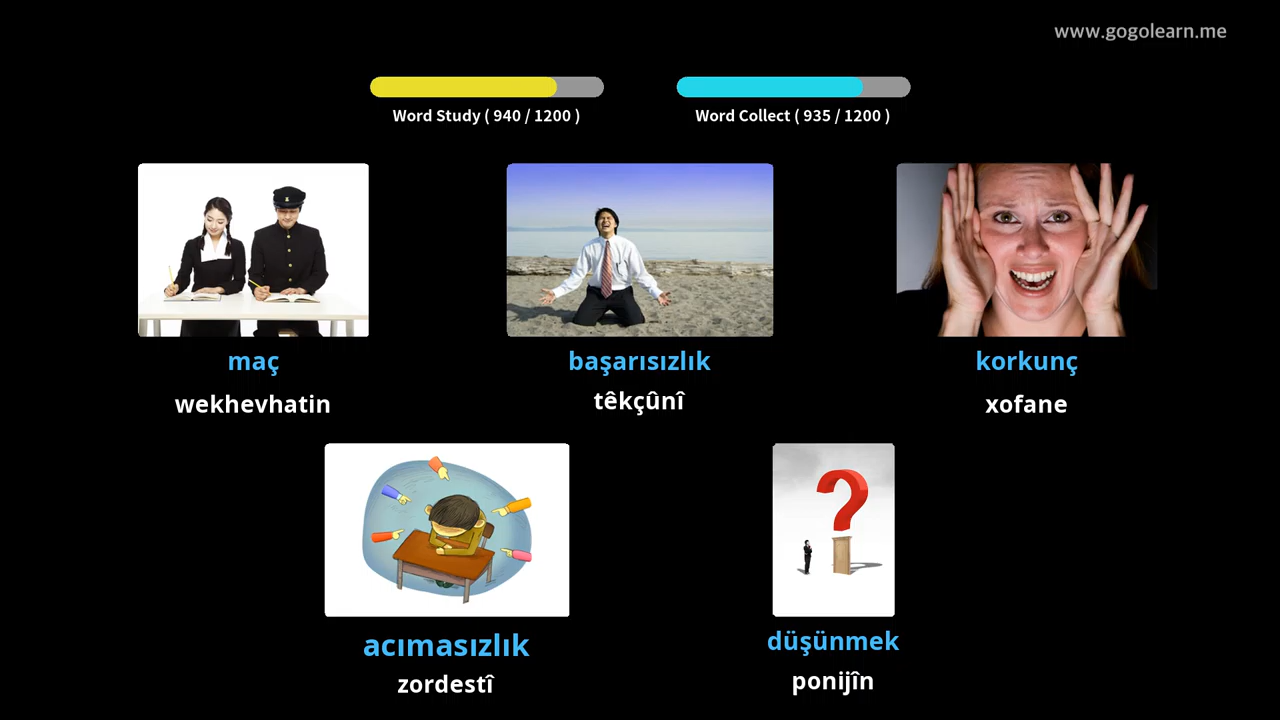 www.gogolearn.me
Word Study ( 940 / 1200 )
Word Collect ( 935 / 1200 )
maç
wekhevhatin
başarısızlık
têkçûnî
korkunç
xofane
acımasızlık
zordestî
düşünmek
ponijîn